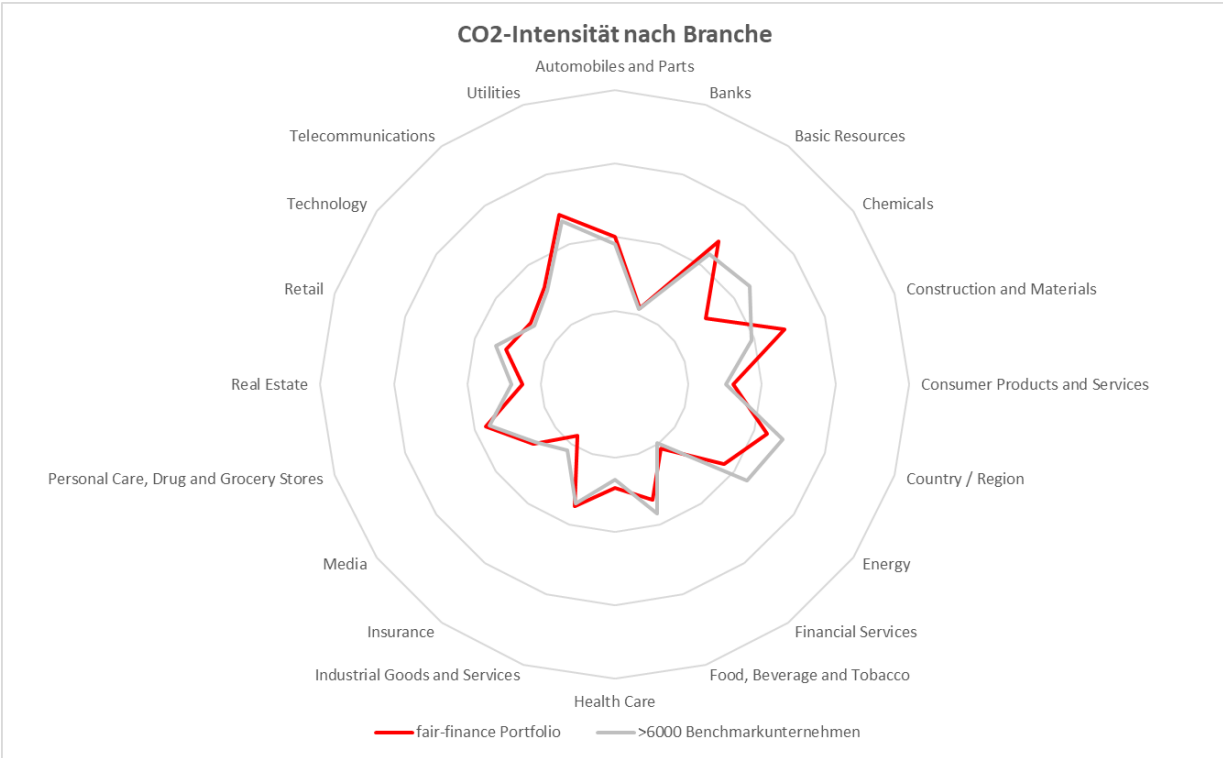 CO2-Intensität nach Branche
Automobiles and Parts
Utilities
Banks
Telecommunications
Basic Resources
Technology
Chemicals
Retail
Construction and Materials
Real Estate
Consumer Products and Services
Personal Care, Drug and Grocery Stores
Country / Region
Media
Energy
Insurance
Financial Services
Industrial Goods and Services
Food, Beverage and Tobacco
Health Care
fair-finance Portfolio
>6000 Benchmarkunternehmen